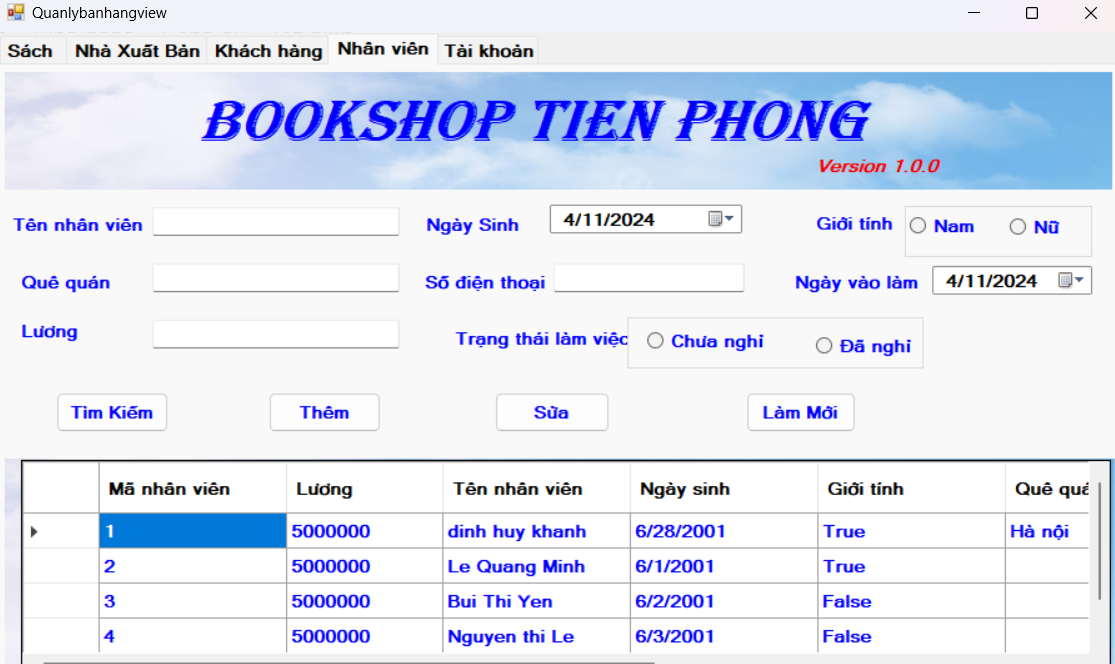 Quanlybanhangview
Sách Nhà Xuất Bản Khách hàng Nhân viên Tài khoản
BOOKSHOP TIEN PHONG
Version 1.0.0
Tên nhân viên Ngày Sinh 4/11/2024 Giới tính Nam Nữ
Quê quán Số điện thoại Ngày vào làm 4/11/2024
Lương Trạng thái làm việc Chưa nghỉ Đã nghỉ
Tìm Kiếm Thêm Sửa Làm Mới
Mã nhân viên Lương Tên nhân viên Ngày sinh Giới tính Quê quá
1 5000000 dinh huy khanh 6/28/2001 True Hà nội
2 5000000 Le Quang Minh 6/1/2001 True
3 5000000 Bui Thi Yen 6/2/2001 False
4 5000000 Nguyen thi Le 6/3/2001 False